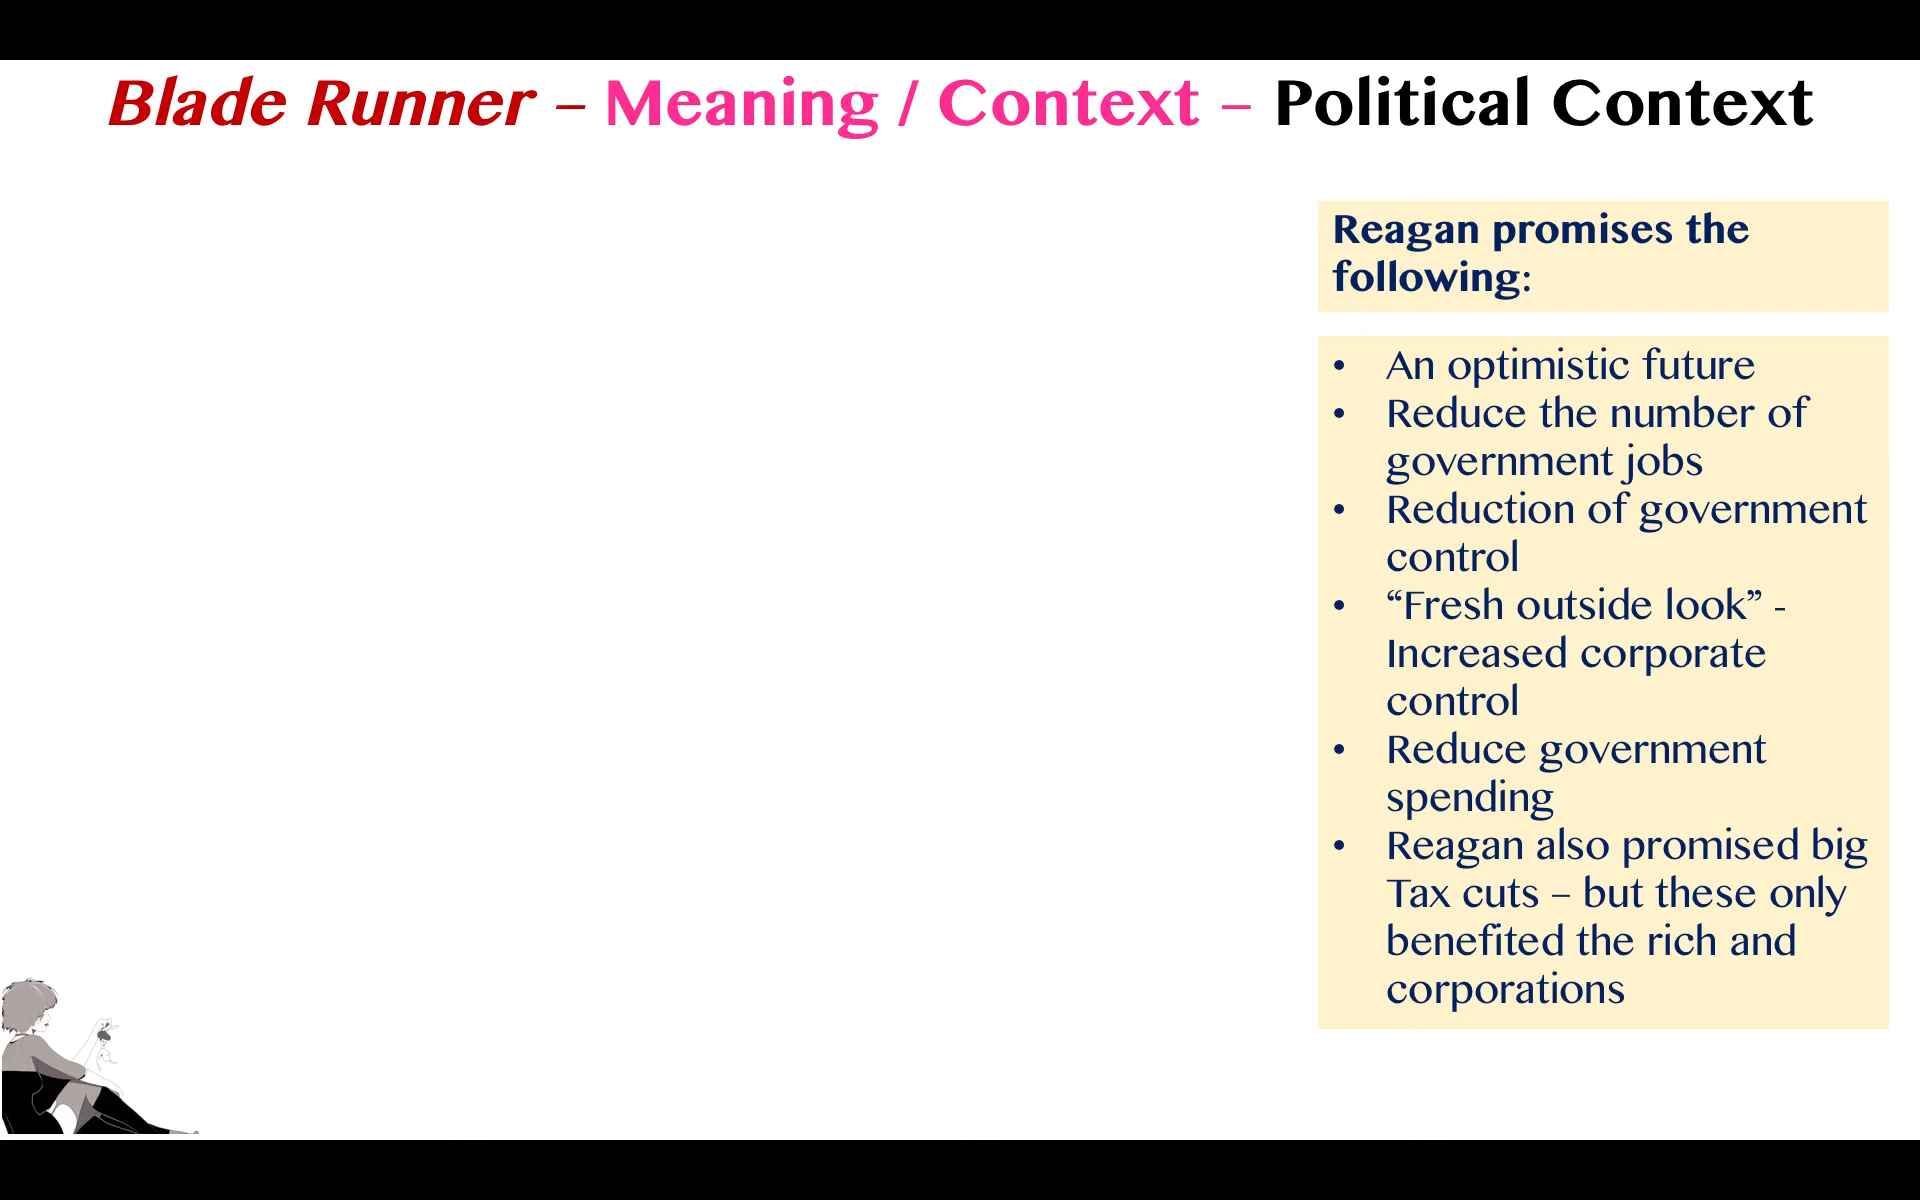 Blade Runner – Meaning / Context – Political Context
Reagan promises the
following:
• An optimistic future
• Reduce the number of
government jobs
• Reduction of government
control
• “Fresh outside look” -
Increased corporate
control
• Reduce government
spending
• Reagan also promised big
Tax cuts – but these only
benefited the rich and
corporations